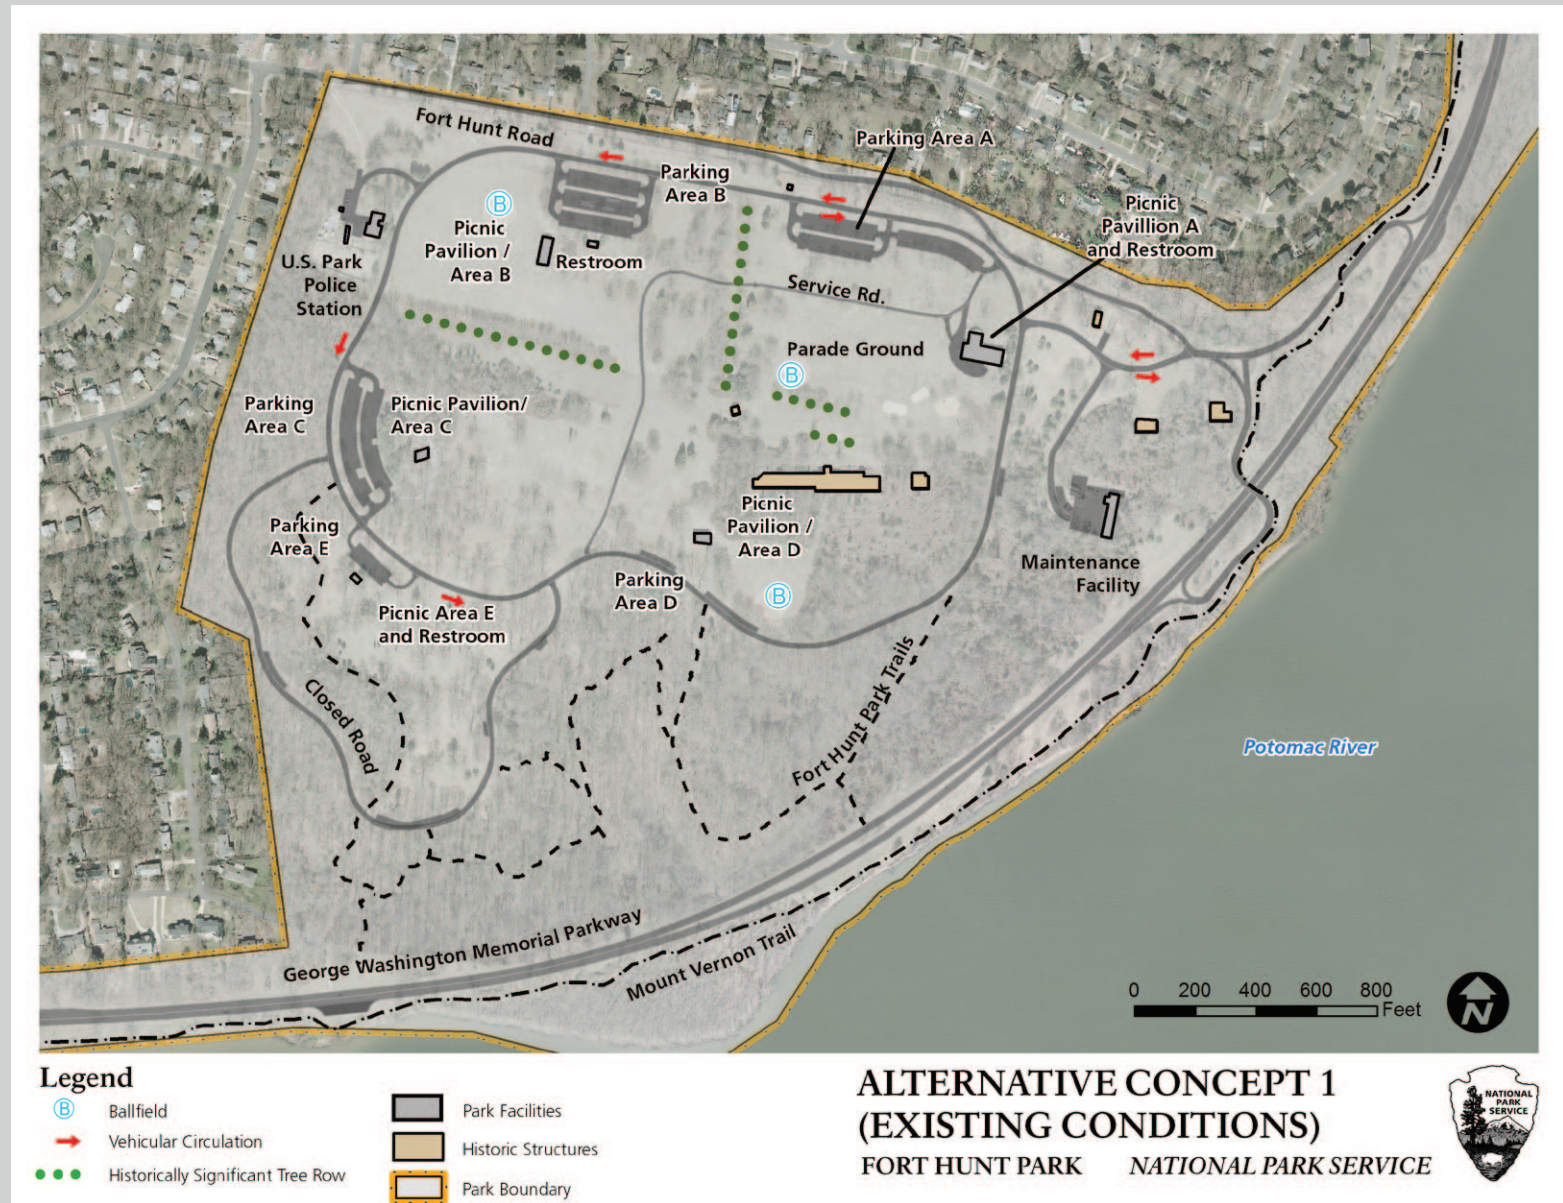 Fort Hunt Road
Parking Area A
Parking
Area B
B
Picnic
Pavilion /
Area B
Restroom
Picnic
Pavillion A
and Restroom
U.S. Park
Police
Station
Service Rd.
Parade Ground
B
Parking
Area C
Picnic Pavilion/
Area C
Picnic
Pavilion /
Area D
Parking
Area E
Maintenance
Facility
Parking
Area D
B
Picnic Area E
and Restroom
Closed Road
Fort Hunt Park Trails
Potomac River
George Washington Memorial Parkway
Mount Vernon Trail
0 200 400 600 800
Feet
N
Legend
B Ballfield
Vehicular Circulation
Historically Significant Tree Row
Park Facilities
Historic Structures
Park Boundary
ALTERNATIVE CONCEPT 1
(EXISTING CONDITIONS)
FORT HUNT PARK NATIONAL PARK SERVICE
NATIONAL
PARK
SERVICE